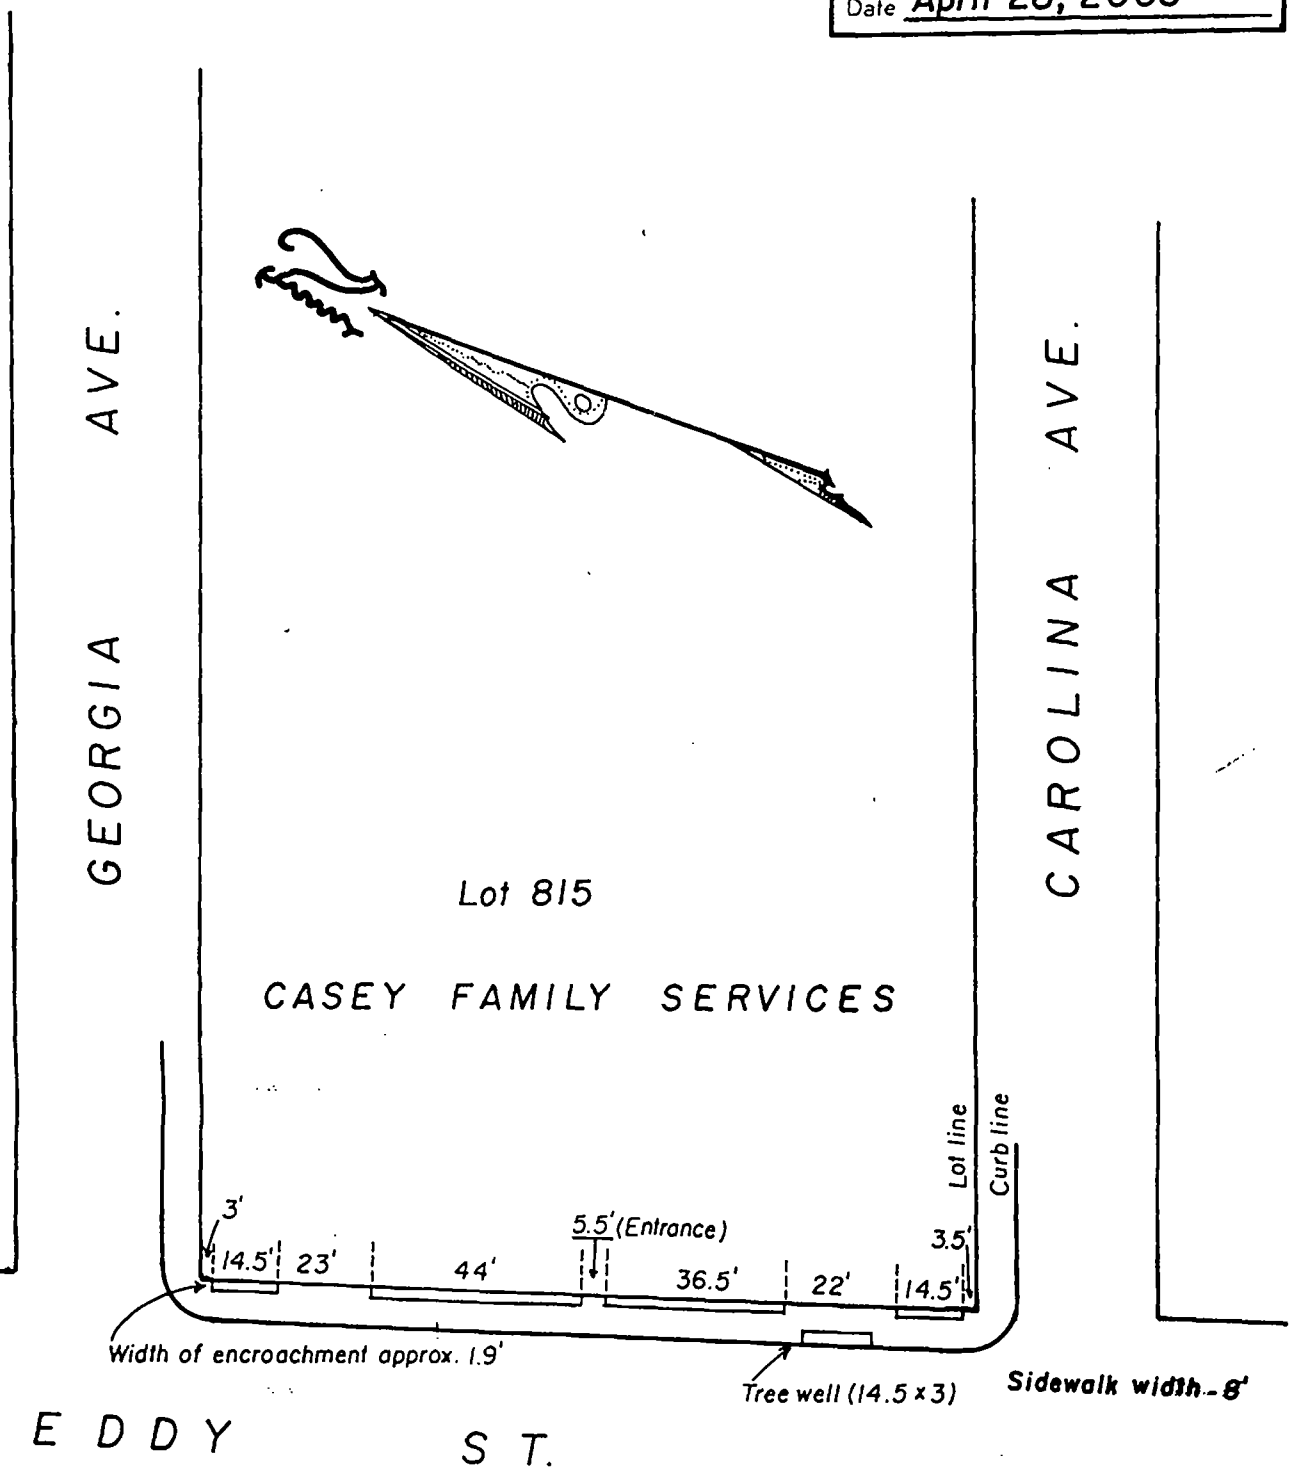 Date April 28, 2003
GEORGIA AVE.
CAROLINA AVE.
Lot 815
CASEY FAMILY SERVICES
Lot line
Curb line
3'
14.5'
23'
44'
5.5' (Entrance)
36.5'
22'
14.5'
3.5'
Width of encroachment approx. 1.9'
Tree well (14.5 x 3)
Sidewalk width - 8'
EDDY ST.